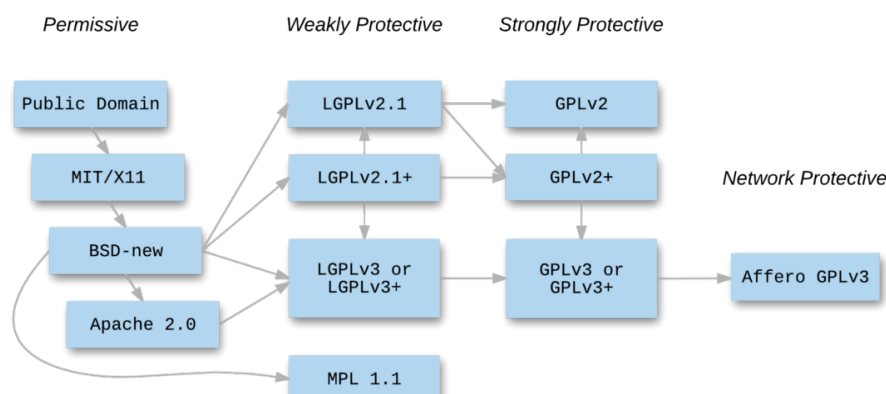 Permissive
Weakly Protective
Strongly Protective
Public Domain
LGPLv2.1
GPLv2
MIT/X11
LGPLv2.1+
GPLv2+
Network Protective
BSD-new
LGPLv3 or
LGPLv3+
GPLv3 or
GPLv3+
Affero GPLv3
Apache 2.0
MPL 1.1